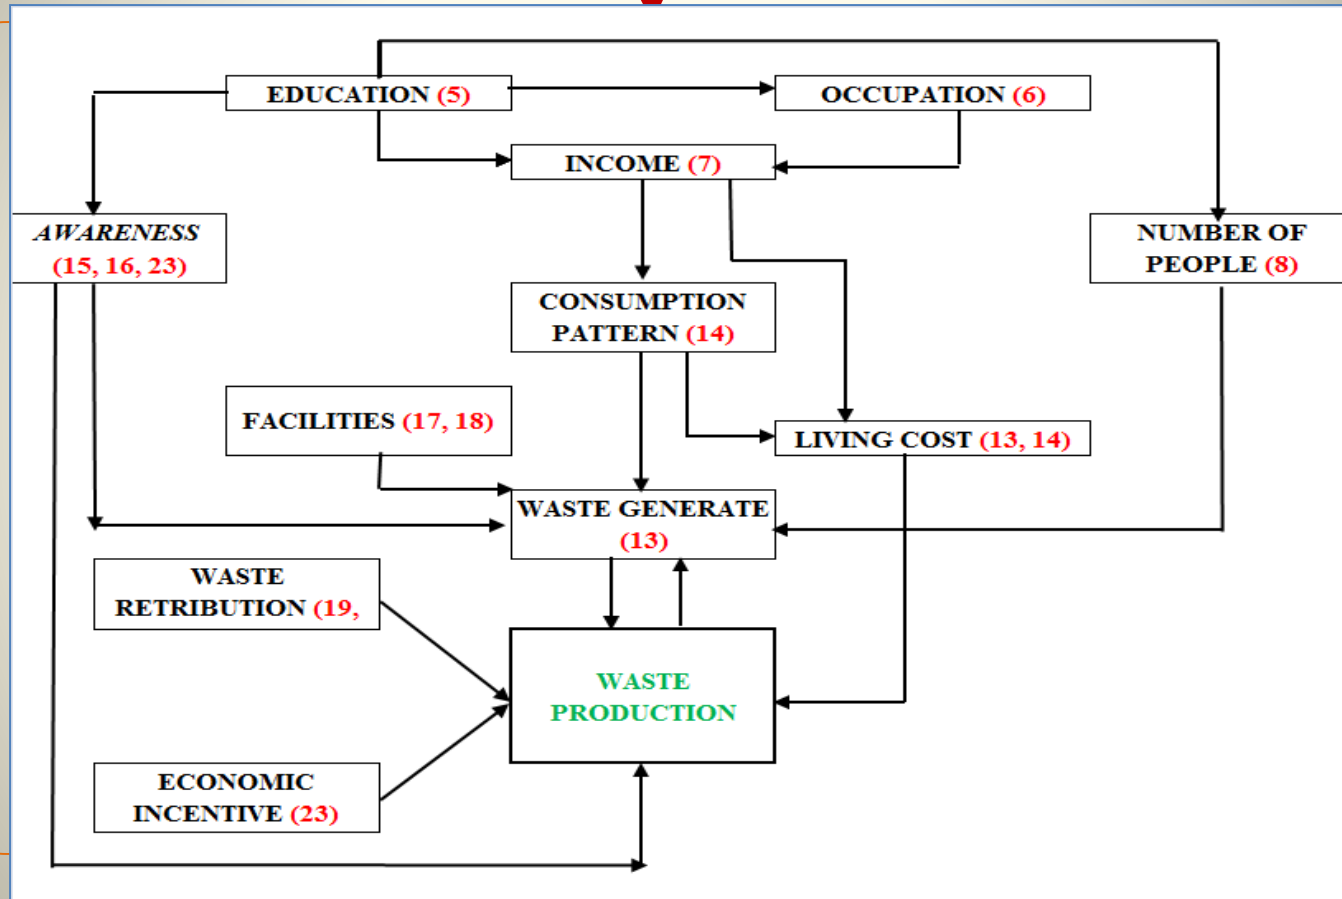 EDUCATION (5)
OCCUPATION (6)
INCOME (7)
AWARENESS
(15, 16, 23)
NUMBER OF
PEOPLE (8)
CONSUMPTION
PATTERN (14)
FACILITIES (17, 18)
LIVING COST (13, 14)
WASTE GENERATE
(13)
WASTE
RETRIBUTION (19,
WASTE
PRODUCTION
ECONOMIC
INCENTIVE (23)